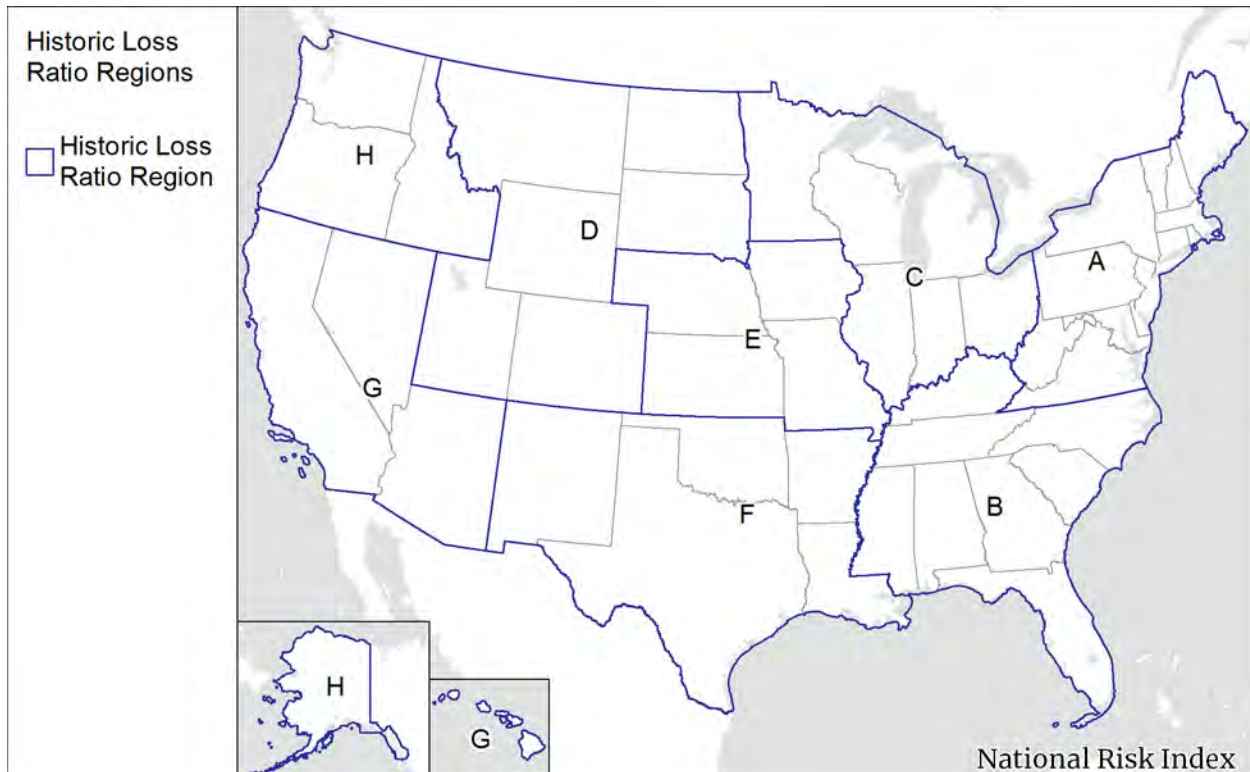 Historic Loss
Ratio Regions
Historic Loss
Ratio Region
H
D
C
A
E
G
F
B
H
G
National Risk Index